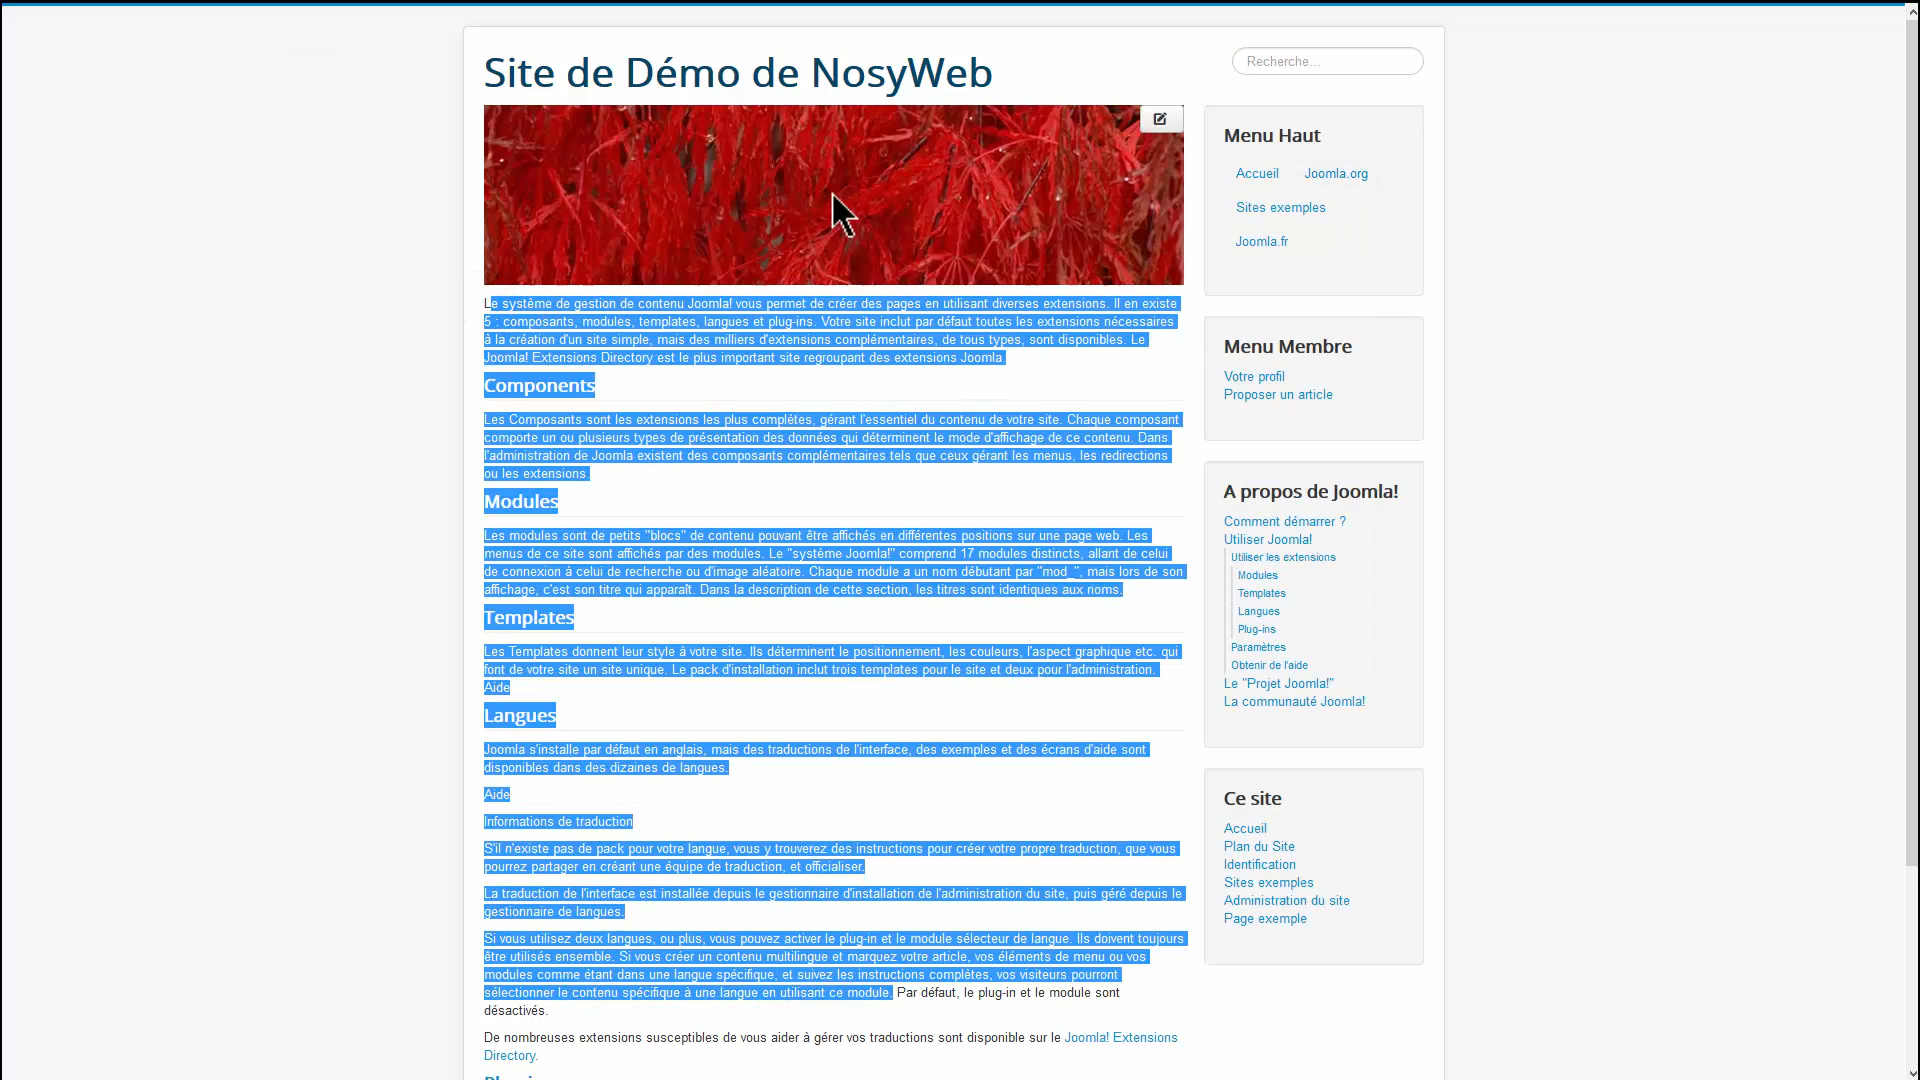 Site de Démo de NosyWeb
Recherche...
Le système de gestion de contenu Joomla! vous permet de créer des pages en utilisant diverses extensions. Il en existe
5 : composants, modules, templates, langues et plug-ins. Votre site inclut par défaut toutes les extensions nécessaires
à la création d'un site simple, mais des milliers d'extensions complémentaires, de tous types, sont disponibles. Le
Joomla! Extensions Directory est le plus important site regroupant des extensions Joomla.
Components
Les Composants sont les extensions les plus complètes, gérant l'essentiel du contenu de votre site. Chaque composant
comporte un ou plusieurs types de présentation des données qui déterminent le mode d'affichage de ce contenu. Dans
l'administration de Joomla existent des composants complémentaires tels que ceux gérant les menus, les redirections
ou les extensions.
Modules
Les modules sont de petits "blocs" de contenu pouvant être affichés en différentes positions sur une page web. Les
menus de ce site sont affichés par des modules. Le "système Joomla!" comprend 17 modules distincts, allant de celui
de connexion à celui de recherche ou d'image aléatoire. Chaque module a un nom débutant par "mod_", mais lors de son
affichage, c'est son titre qui apparaît. Dans la description de cette section, les titres sont identiques aux noms.
Templates
Les Templates donnent leur style à votre site. Ils déterminent le positionnement, les couleurs, l'aspect graphique etc. qui
font de votre site un site unique. Le pack d'installation inclut trois templates pour le site et deux pour l'administration.
Aide
Langues
Joomla s'installe par défaut en anglais, mais des traductions de l'interface, des exemples et des écrans d'aide sont
disponibles dans des dizaines de langues.
Aide
Informations de traduction
S'il n'existe pas de pack pour votre langue, vous y trouverez des instructions pour créer votre propre traduction, que vous
pourrez partager en créant une équipe de traduction, et officialiser.
La traduction de l'interface est installée depuis le gestionnaire d'installation de l'administration du site, puis géré depuis le
gestionnaire de langues.
Si vous utilisez deux langues, ou plus, vous pouvez activer le plug-in et le module sélecteur de langue. Ils doivent toujours
être utilisés ensemble. Si vous créer un contenu multilingue et marquez votre article, vos éléments de menu ou vos
modules comme étant dans une langue spécifique, et suivez les instructions complètes, vos visiteurs pourront
sélectionner le contenu spécifique à une langue en utilisant ce module. Par défaut, le plug-in et le module sont
désactivés.
De nombreuses extensions susceptibles de vous aider à gérer vos traductions sont disponible sur le Joomla! Extensions
Directory.
Menu Haut
Accueil Joomla.org
Sites exemples
Joomla.fr
Menu Membre
Votre profil
Proposer un article
A propos de Joomla!
Comment démarrer ?
Utiliser Joomla!
Utiliser les extensions
Modules
Templates
Langues
Plug-ins
Paramètres
Obtenir de l'aide
Le "Projet Joomla!"
La communauté Joomla!
Ce site
Accueil
Plan du Site
Identification
Sites exemples
Administration du site
Page exemple